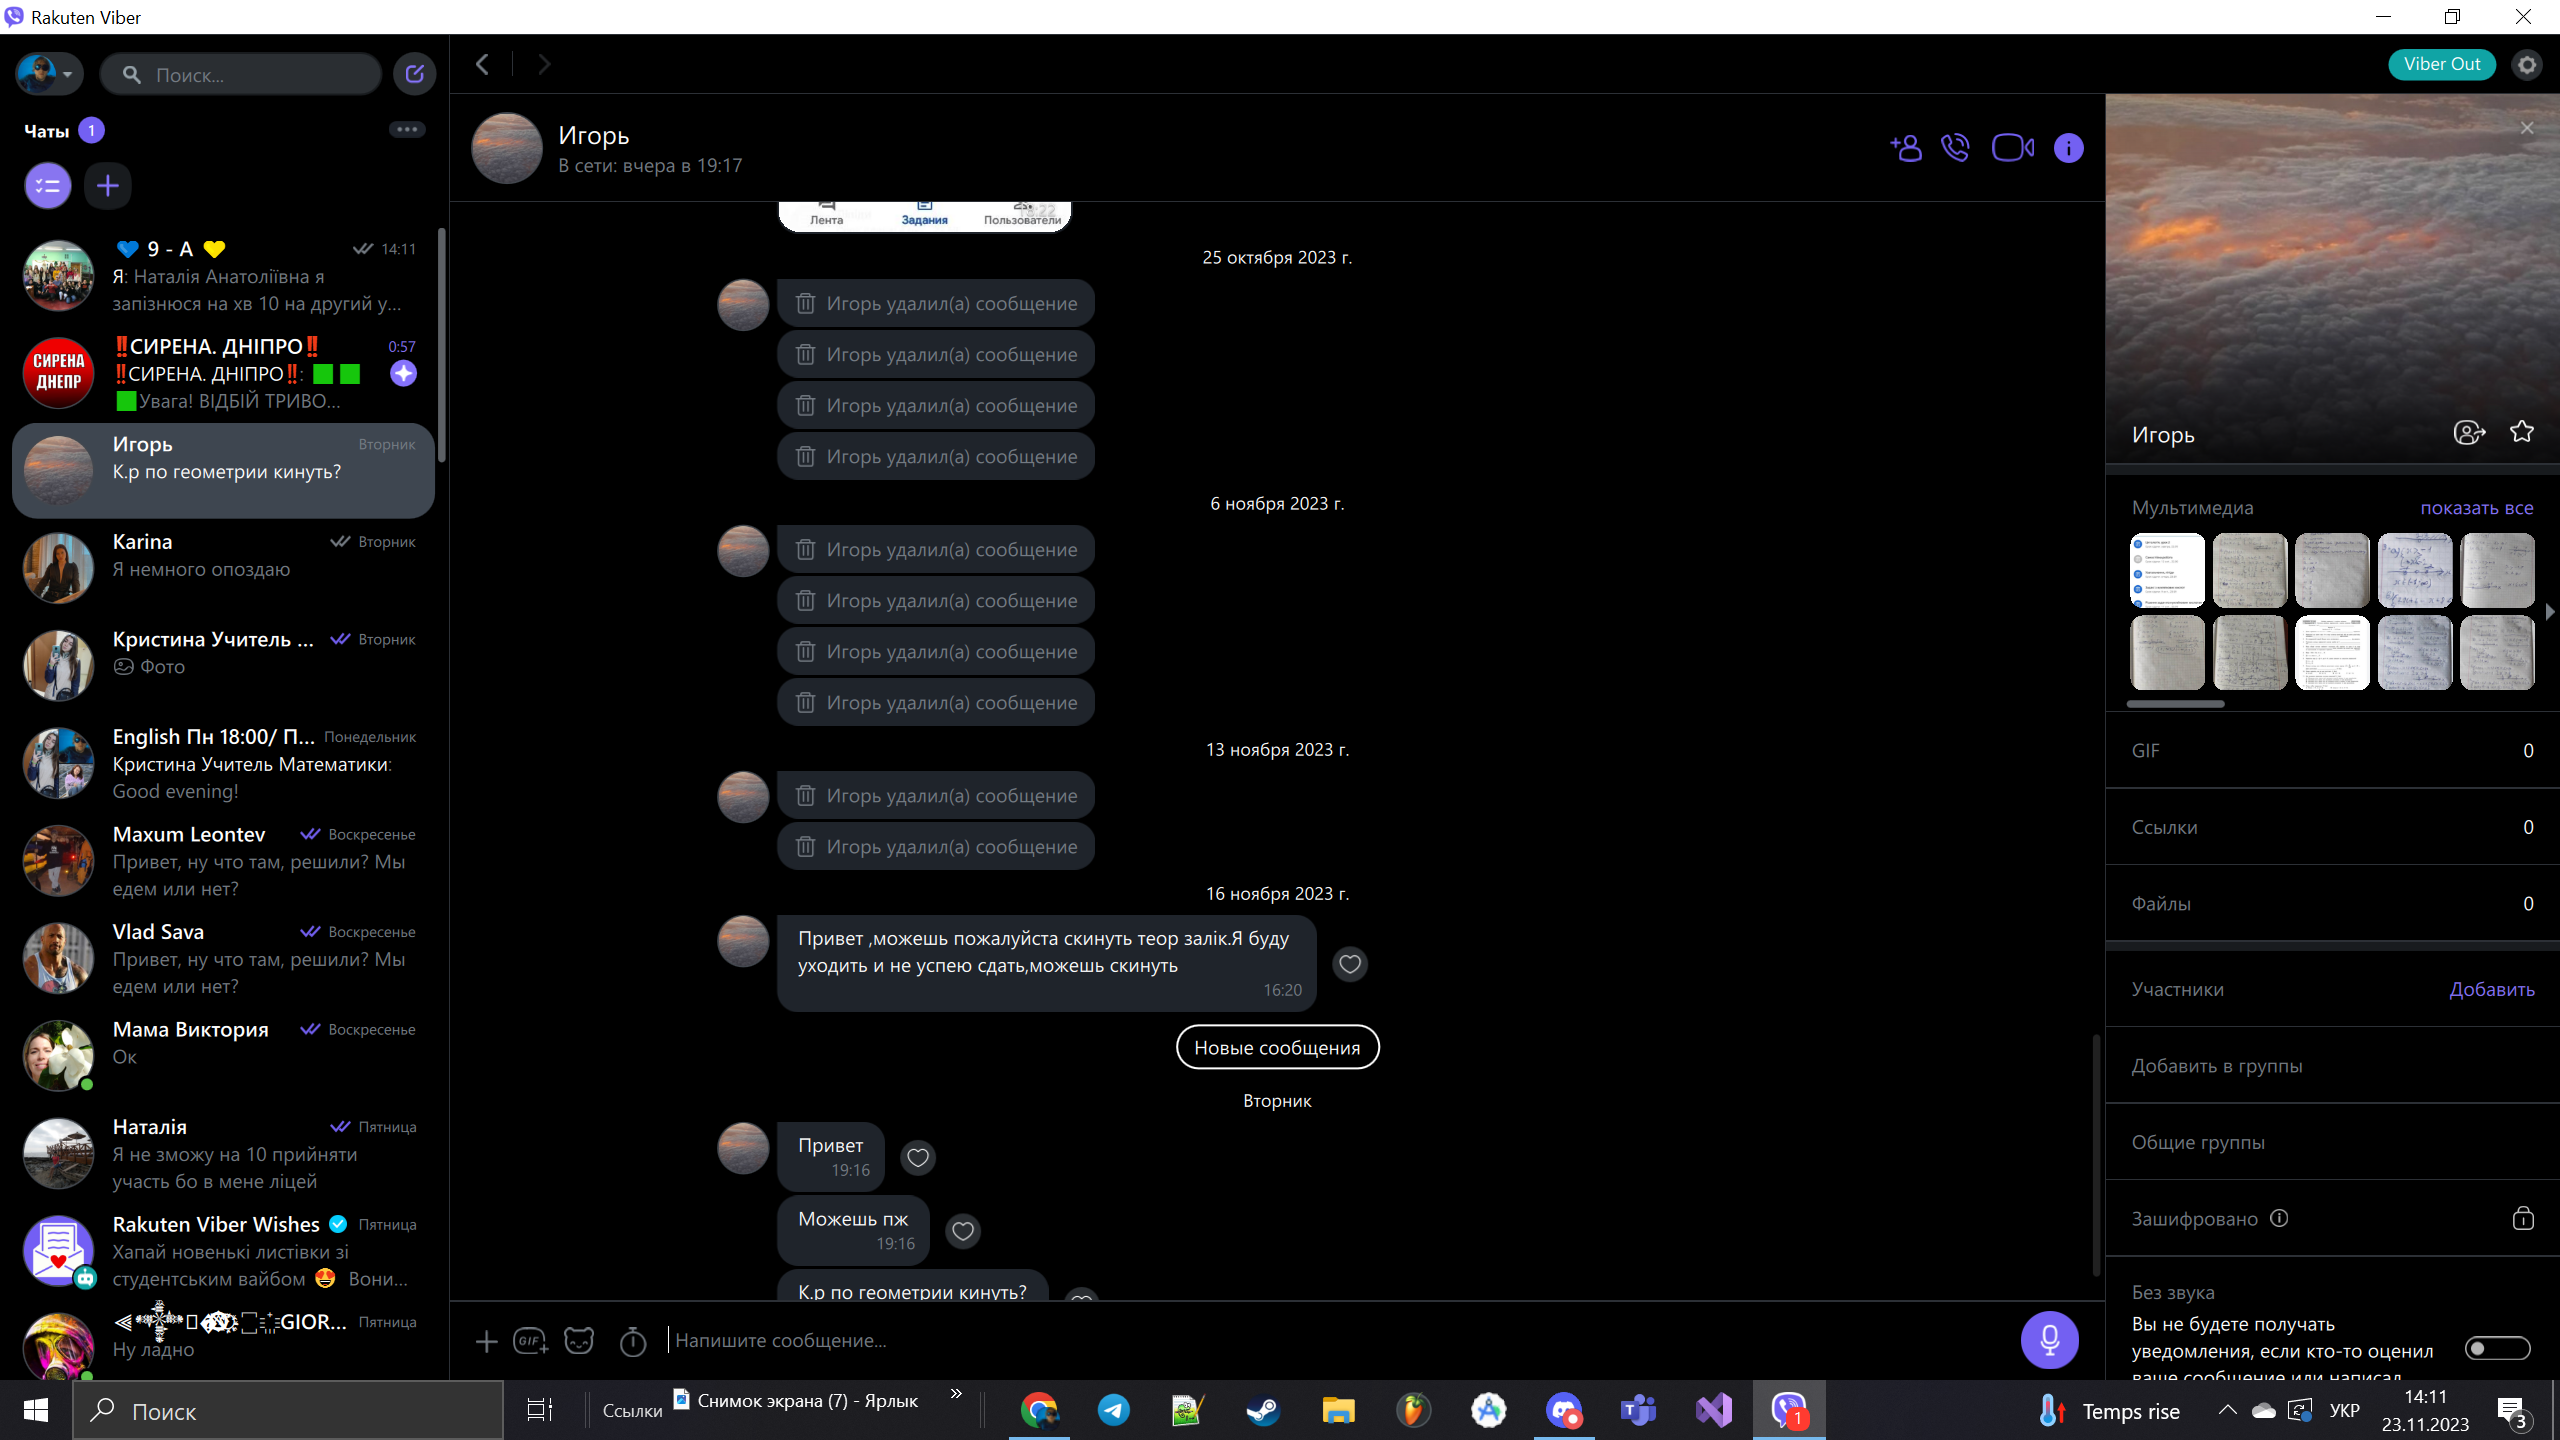 Rakuten Viber
Поиск...
Viber Out
Чаты 1
💙 9 - А 💛 14:11
Я: Наталія Анатоліївна я
запізнюся на хв 10 на другий у...
СИРЕНА
ДНЕПР
‼СИРЕНА. ДНІПРО‼ 0:57
‼СИРЕНА. ДНІПРО‼: 🟩🟩
🟩Увага! ВІДБІЙ ТРИВО...
Игорь Вторник
К.р по геометрии кинуть?
Karina Вторник
Я немного опоздаю
Кристина Учитель ... Вторник
Фото
English Пн 18:00/ П... Понедельник
Кристина Учитель Математики:
Good evening!
Maxum Leontev Воскресенье
Привет, ну что там, решили? Мы
едем или нет?
Vlad Sava Воскресенье
Привет, ну что там, решили? Мы
едем или нет?
Мама Виктория Воскресенье
Ок
Наталія Пятница
Я не зможу на 10 прийняти
участь бо в мене ліцей
Rakuten Viber Wishes Пятница
Хапай новенькі листівки зі
студентським вайбом 😍 Вони...
GIOR... Пятница
Ну ладно
Игорь
В сети: вчера в 19:17
Лента Задания Пользователи
18:22
25 октября 2023 г.
Игорь удалил(а) сообщение
Игорь удалил(а) сообщение
Игорь удалил(а) сообщение
Игорь удалил(а) сообщение
6 ноября 2023 г.
Игорь удалил(а) сообщение
Игорь удалил(а) сообщение
Игорь удалил(а) сообщение
Игорь удалил(а) сообщение
13 ноября 2023 г.
Игорь удалил(а) сообщение
Игорь удалил(а) сообщение
16 ноября 2023 г.
Привет ,можешь пожалуйста скинуть теор залік.Я буду
уходить и не успею сдать,можешь скинуть
16:20
Новые сообщения
Вторник
Привет
19:16
Можешь пж
19:16
К.р по геометрии кинуть?
GIF
Напишите сообщение...
Игорь
Мультимедиа показать все
GIF 0
Ссылки 0
Файлы 0
Участники Добавить
Добавить в группы
Общие группы
Зашифровано
Без звука
Вы не будете получать
уведомления, если кто-то оценил
ваше сообщение или написал
Поиск
Ссылки
Снимок экрана (7) - Ярлык
»
1
Temps rise
УКР
14:11
23.11.2023
3